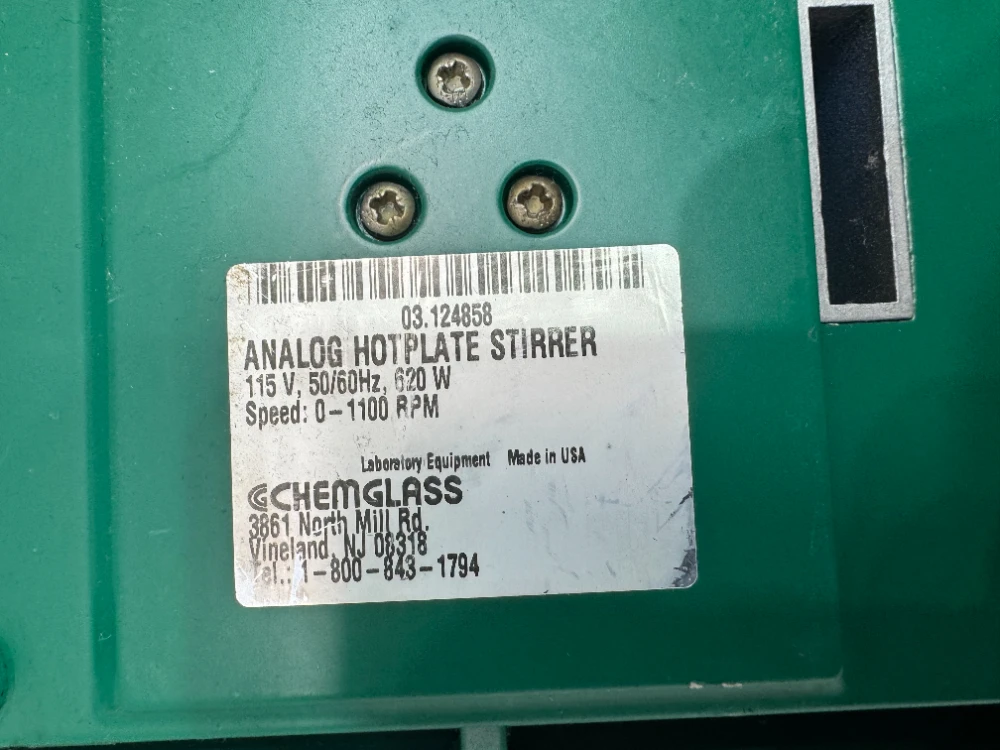 03.124858
ANALOG HOTPLATE STIRRER
115 V, 50/60Hz, 620 W
Speed: 0-1100 RPM
Laboratory Equipment Made in USA
CHEMGLASS
3861 North Mill Rd.
Vineland, NJ 08318
Tel.: 1-800-843-1794